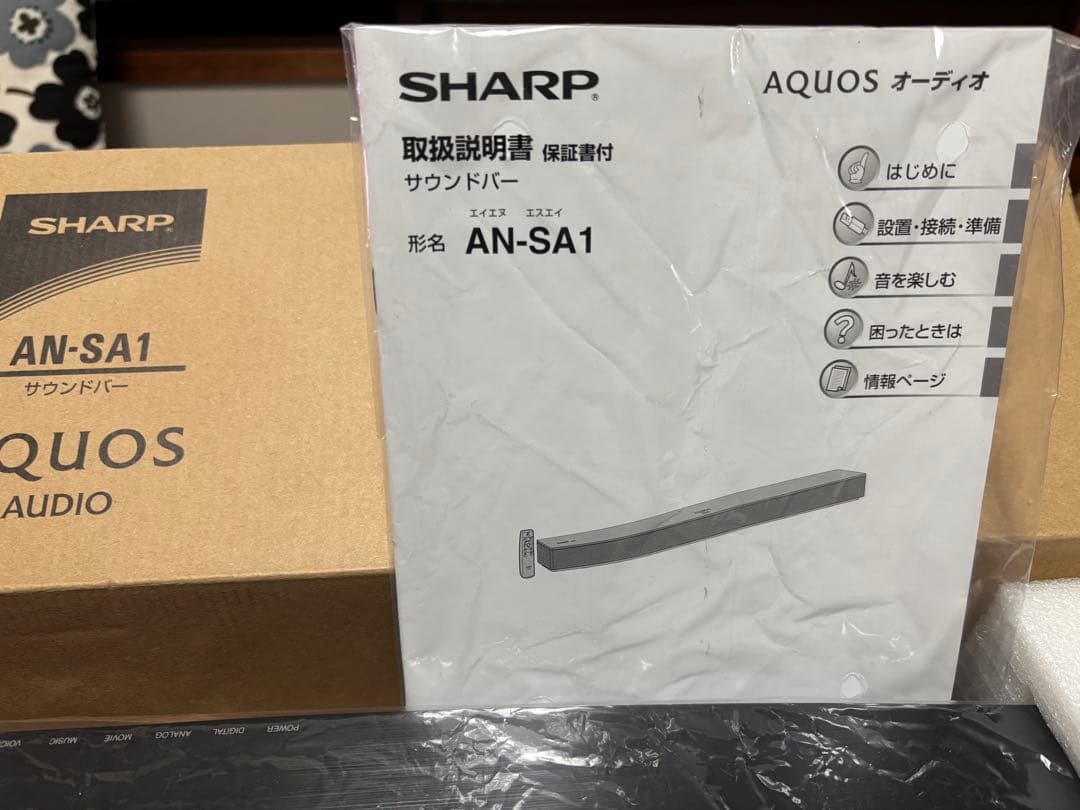 SHARP
AN-SA1
サウンドバー
QUOS
AUDIO
SHARP®
AQUOS オーディオ
取扱説明書 保証書付
サウンドバー
エイエヌ エスエイ
形名 AN-SA1
はじめに
設置・接続・準備
音を楽しむ
困ったときは
情報ページ
POWER DIGITAL ANALOG MOVIE MUSIC VOIC